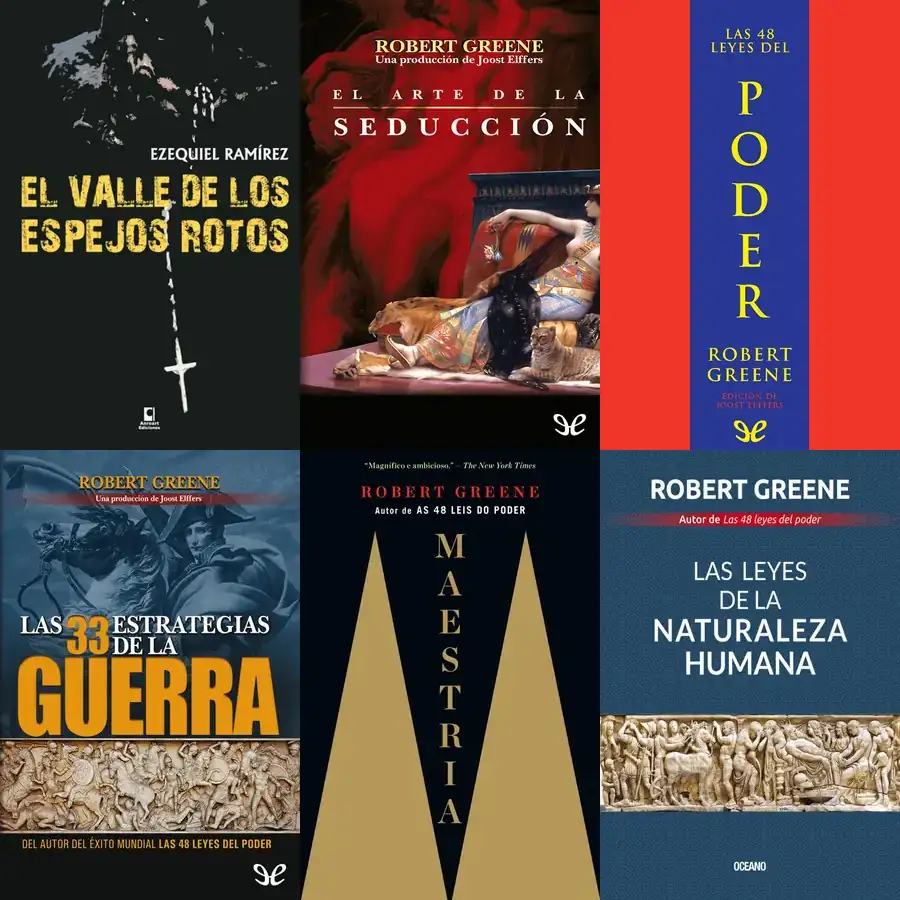 EZEQUIEL RAMÍREZ
EL VALLE DE LOS
ESPEJOS ROTOS
Anroart
Ediciones
ROBERT GREENE
Una producción de Joost Elffers
EL ARTE DE LA
SEDUCCIÓN
LAS 48
LEYES DEL
PODER
ROBERT
GREENE
EDICIÓN DE
JOOST ELFFERS
ROBERT GREENE
Una producción de Joost Elffers
LAS 33 ESTRATEGIAS
DE LA
GUERRA
DEL AUTOR DEL ÉXITO MUNDIAL LAS 48 LEYES DEL PODER
“Magnífico e ambicioso.” – The New York Times
ROBERT GREENE
Autor de AS 48 LEIS DO PODER
MAESTRIA
ROBERT GREENE
Autor de Las 48 leyes del poder
LAS LEYES
DE LA
NATURALEZA
HUMANA
OCEANO